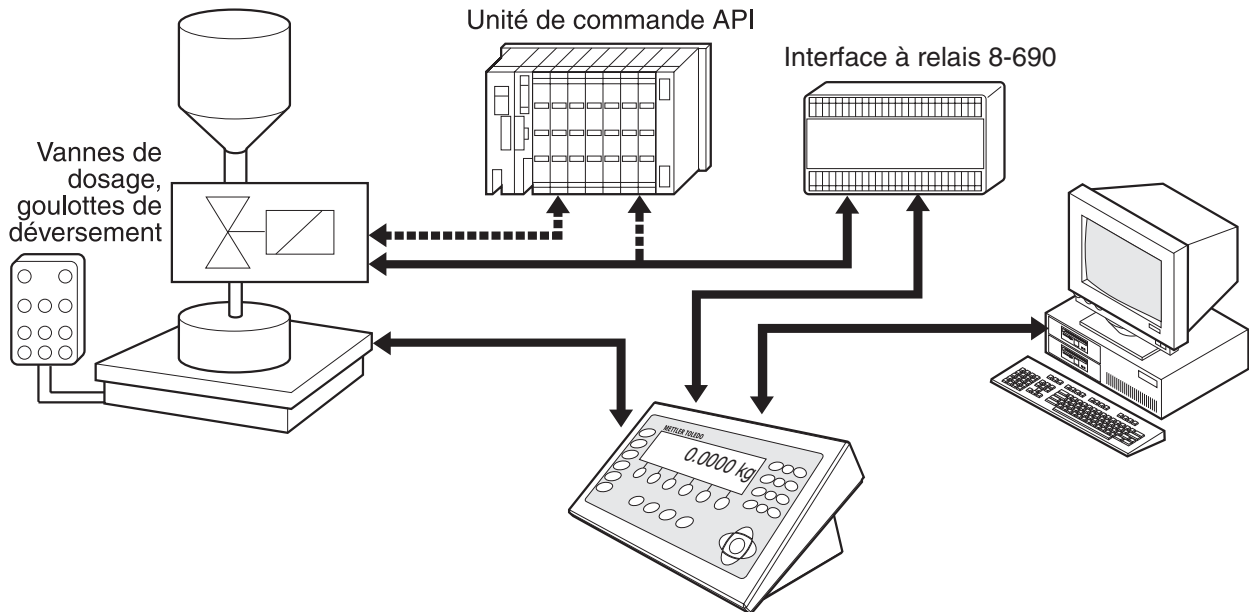 Unité de commande API
Interface à relais 8-690
Vannes de
dosage,
goulottes de
déversement
METTLER TOLEDO
0.0000 kg